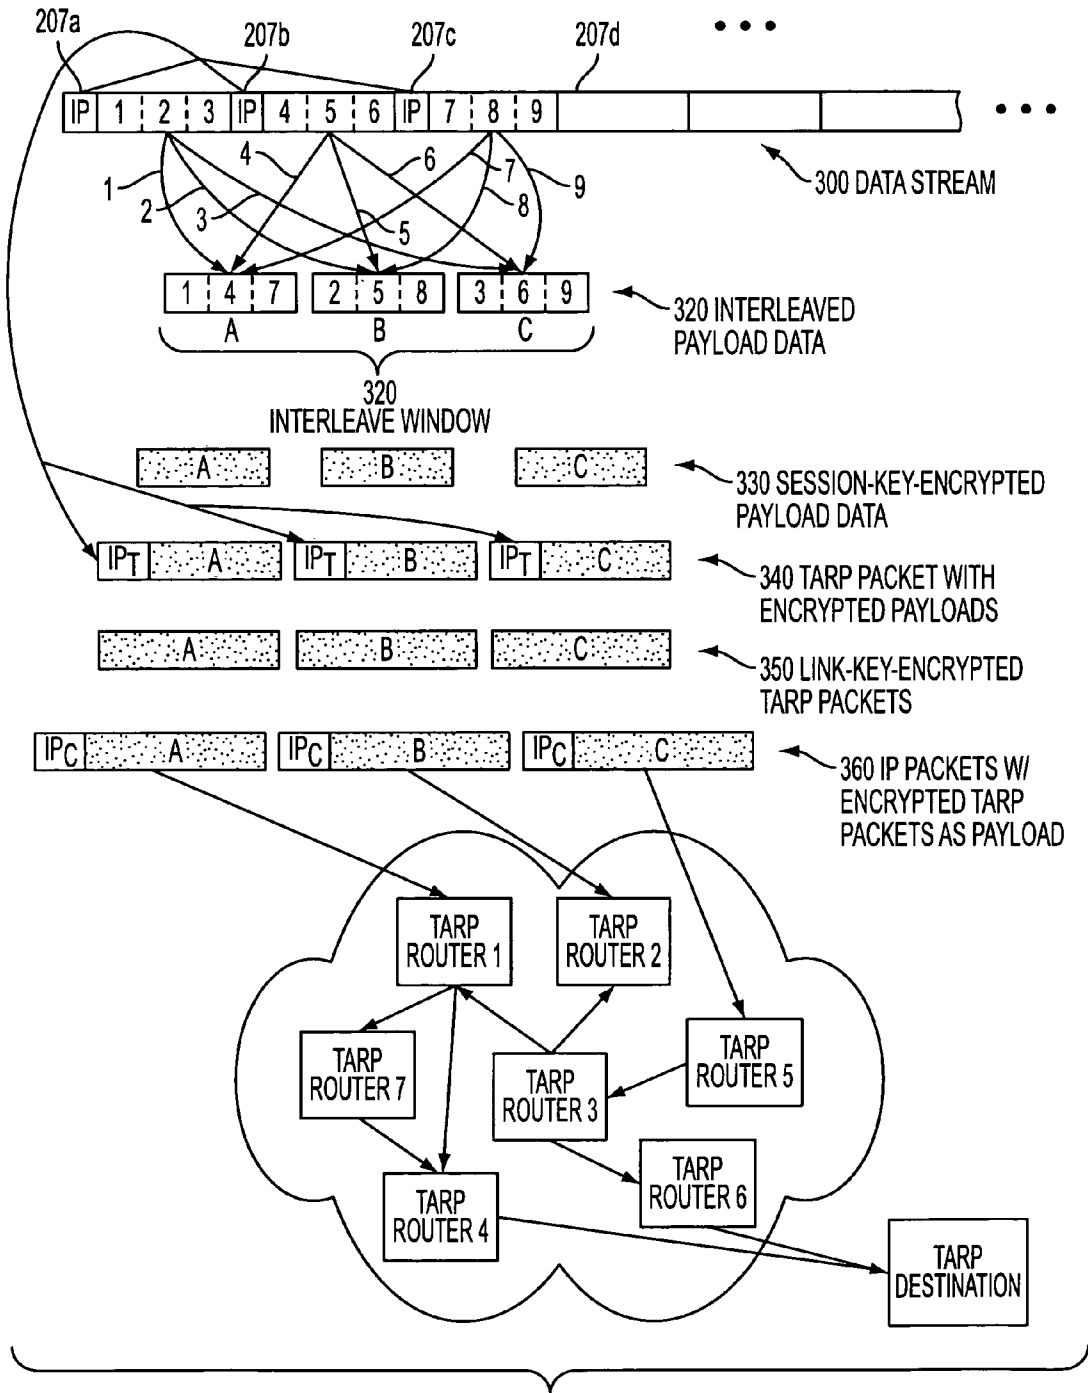 207a 207b 207c 207d
IP 1 2 3 IP 4 5 6 IP 7 8 9
300 DATA STREAM
1 2 3 4 5 6 7 8 9
1 4 7 2 5 8 3 6 9
A B C
320 INTERLEAVED
PAYLOAD DATA
320
INTERLEAVE WINDOW
A B C
330 SESSION-KEY-ENCRYPTED
PAYLOAD DATA
IPT A IPT B IPT C
340 TARP PACKET WITH
ENCRYPTED PAYLOADS
A B C
350 LINK-KEY-ENCRYPTED
TARP PACKETS
IPC A IPC B IPC C
360 IP PACKETS W/
ENCRYPTED TARP
PACKETS AS PAYLOAD
TARP
ROUTER 1
TARP
ROUTER 2
TARP
ROUTER 7
TARP
ROUTER 3
TARP
ROUTER 5
TARP
ROUTER 4
TARP
ROUTER 6
TARP
DESTINATION